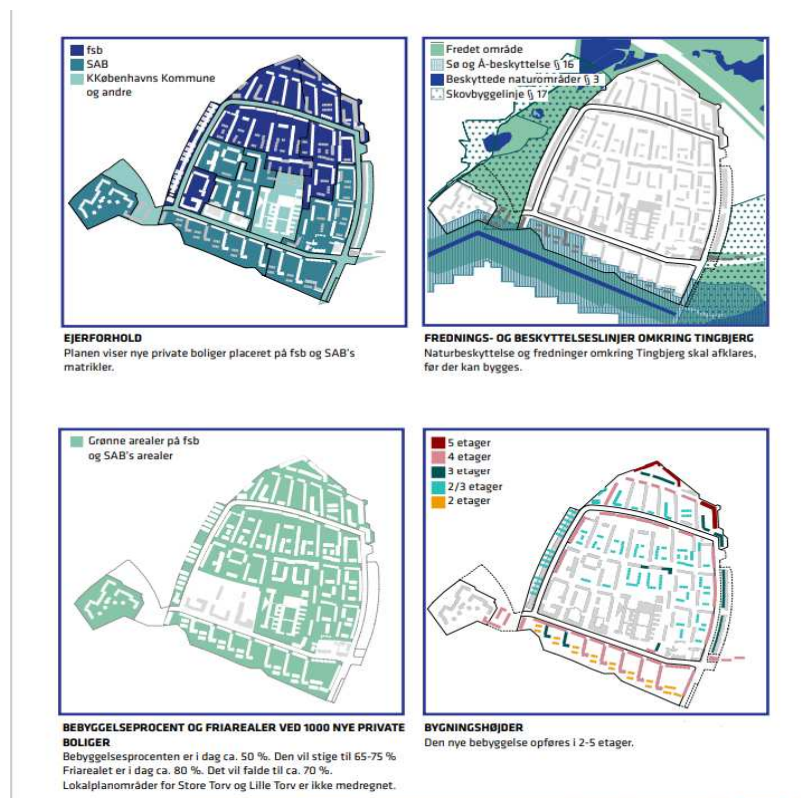 fsb
SAB
KKøbenhavns Kommune
og andre
EJERFORHOLD
Planen viser nye private boliger placeret på fsb og SAB's
matrikler.
Fredet område
Sø og Å-beskyttelse § 16
Beskyttede naturområder § 3
Skovbyggelinje § 17
FREDNINGS- OG BESKYTTELSESLINJER OMKRING TINGBJERG
Naturbeskyttelse og fredninger omkring Tingbjerg skal afklares,
før der kan bygges.
Grønne arealer på fsb
og SAB's arealer
BEBYGGELSEPROCENT OG FRIAREALER VED 1000 NYE PRIVATE
BOLIGER
Bebyggelsesprocenten er i dag ca. 50 %. Den vil stige til 65-75 %
Friarealet er i dag ca. 80 %. Det vil falde til ca. 70 %.
Lokalplanområder for Store Torv og Lille Torv er ikke medregnet.
5 etager
4 etager
3 etager
2/3 etager
2 etager
BYGNINGSHØJDER
Den nye bebyggelse opføres i 2-5 etager.